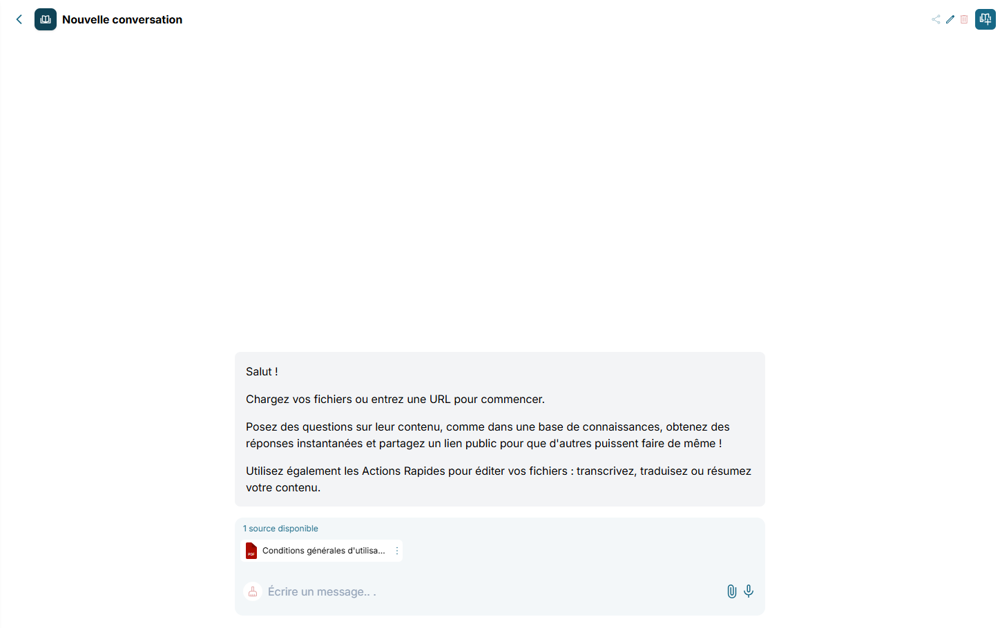 Nouvelle conversation
Salut !
Chargez vos fichiers ou entrez une URL pour commencer.
Posez des questions sur leur contenu, comme dans une base de connaissances, obtenez des
réponses instantanées et partagez un lien public pour que d'autres puissent faire de même !
Utilisez également les Actions Rapides pour éditer vos fichiers : transcrivez, traduisez ou résumez
votre contenu.
1 source disponible
PDF
Conditions générales d'utilisa...
Écrire un message.. .